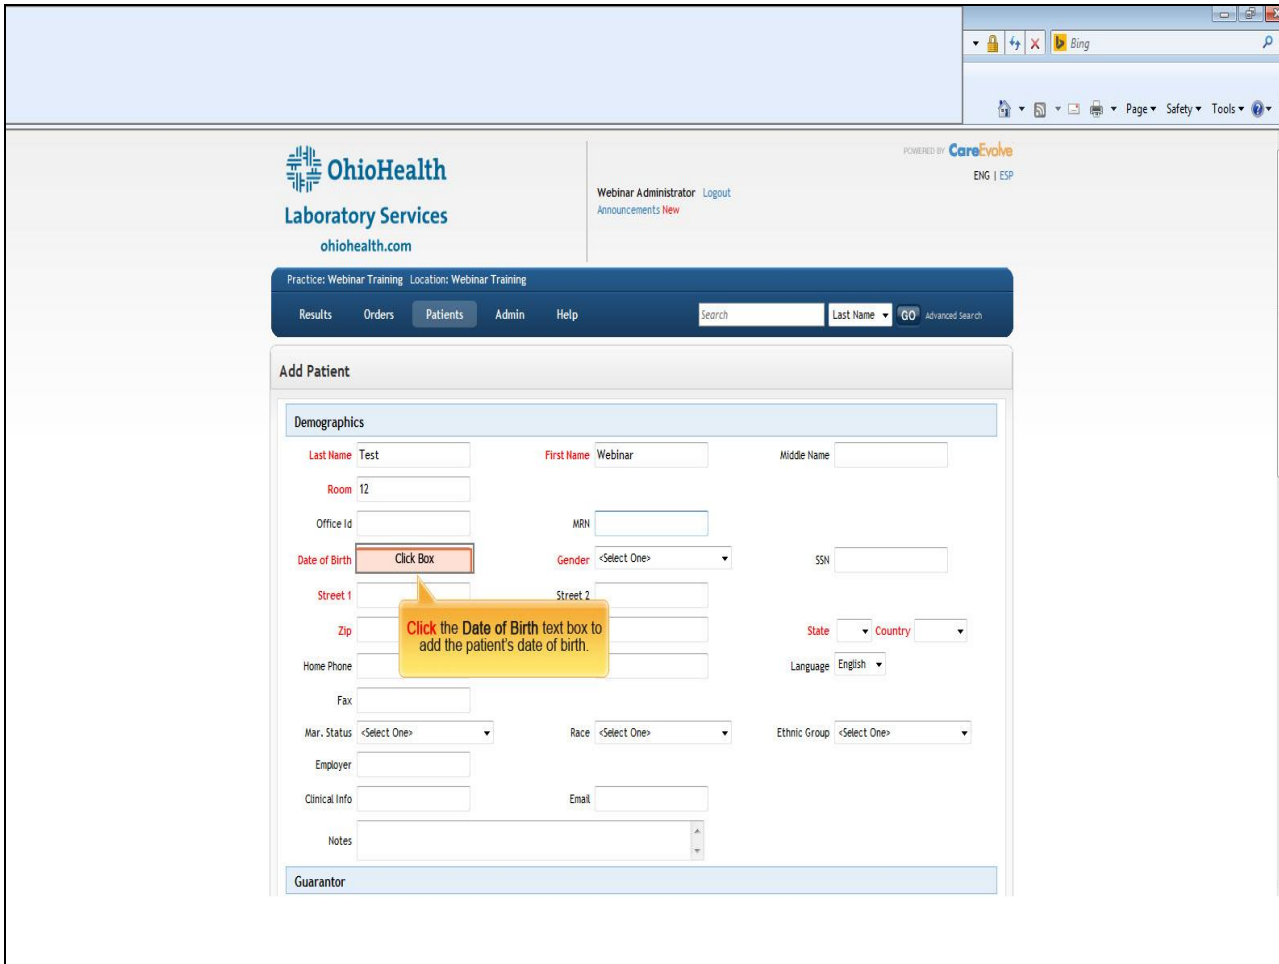 Bing
Page Safety Tools
OhioHealth
Laboratory Services
ohiohealth.com
Webinar Administrator Logout
Announcements New
POWERED BY CareEvolve
ENG | ESP
Practice: Webinar Training Location: Webinar Training
Results Orders Patients Admin Help Search Last Name GO Advanced Search
Add Patient
Demographics
Last Name Test First Name Webinar Middle Name
Room 12
Office Id MRN
Date of Birth Click Box Gender <Select One> SSN
Street 1 Street 2
Zip State Country
Click the Date of Birth text box to
add the patient's date of birth.
Home Phone Language English
Fax
Mar. Status <Select One> Race <Select One> Ethnic Group <Select One>
Employer
Clinical Info Email
Notes
Guarantor